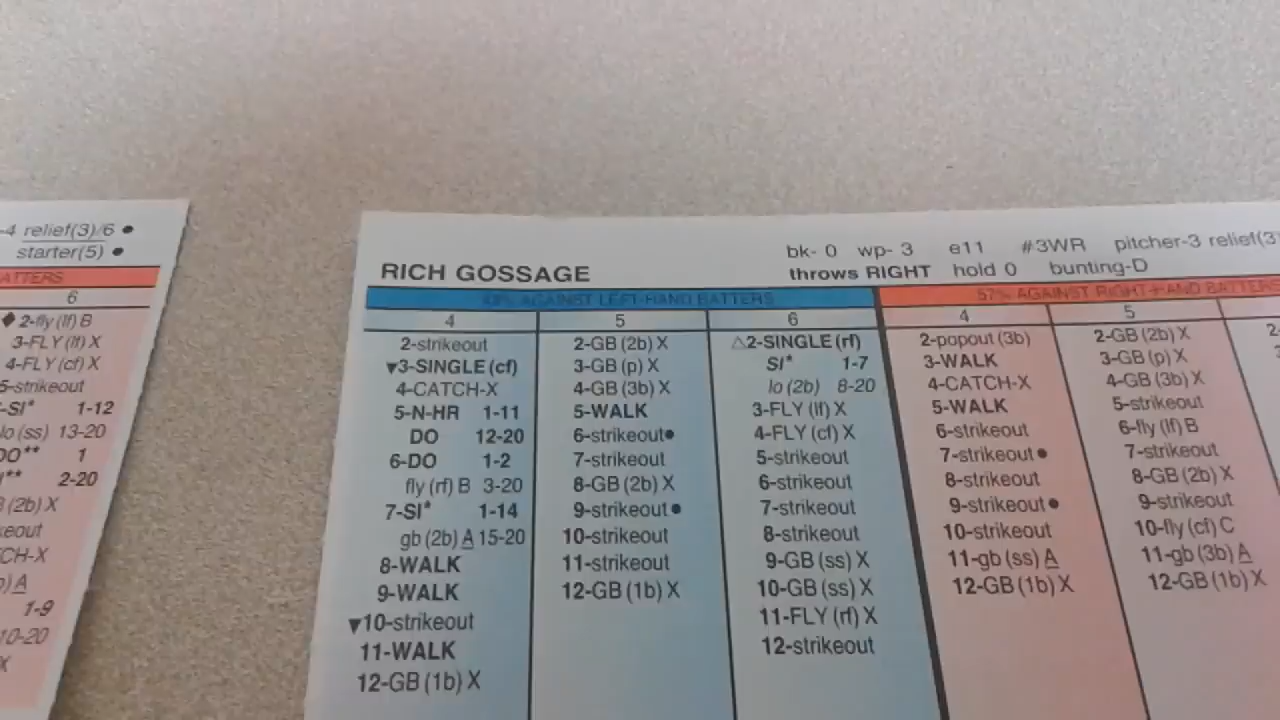 -4 relief(3)/6 ●
starter(5) ●
ATTERS
6
◆ 2-fly (lf) B
3-FLY (lf) X
4-FLY (cf) X
5-strikeout
-SI* 1-12
lo (ss) 13-20
DO** 1
** 2-20
(2b) X
keout
CH-X
) A
1-9
10-20
X
bk- 0 wp- 3 e11 #3WR pitcher-3 relief(3)
RICH GOSSAGE throws RIGHT hold 0 bunting-D
43% AGAINST LEFT-HAND BATTERS
4
2-strikeout
▼3-SINGLE (cf)
4-CATCH-X
5-N-HR 1-11
DO 12-20
6-DO 1-2
fly (rf) B 3-20
7-SI* 1-14
gb (2b) A 15-20
8-WALK
9-WALK
▼10-strikeout
11-WALK
12-GB (1b) X
5
2-GB (2b) X
3-GB (p) X
4-GB (3b) X
5-WALK
6-strikeout●
7-strikeout
8-GB (2b) X
9-strikeout ●
10-strikeout
11-strikeout
12-GB (1b) X
6
△2-SINGLE (rf)
SI* 1-7
lo (2b) 8-20
3-FLY (lf) X
4-FLY (cf) X
5-strikeout
6-strikeout
7-strikeout
8-strikeout
9-GB (ss) X
10-GB (ss) X
11-FLY (rf) X
12-strikeout
57% AGAINST RIGHT-HAND BATTERS
4
2-popout (3b)
3-WALK
4-CATCH-X
5-WALK
6-strikeout
7-strikeout ●
8-strikeout
9-strikeout ●
10-strikeout
11-gb (ss) A
12-GB (1b) X
5
2-GB (2b) X
3-GB (p) X
4-GB (3b) X
5-strikeout
6-fly (lf) B
7-strikeout
8-GB (2b) X
9-strikeout
10-fly (cf) C
11-gb (3b) A
12-GB (1b) X
2